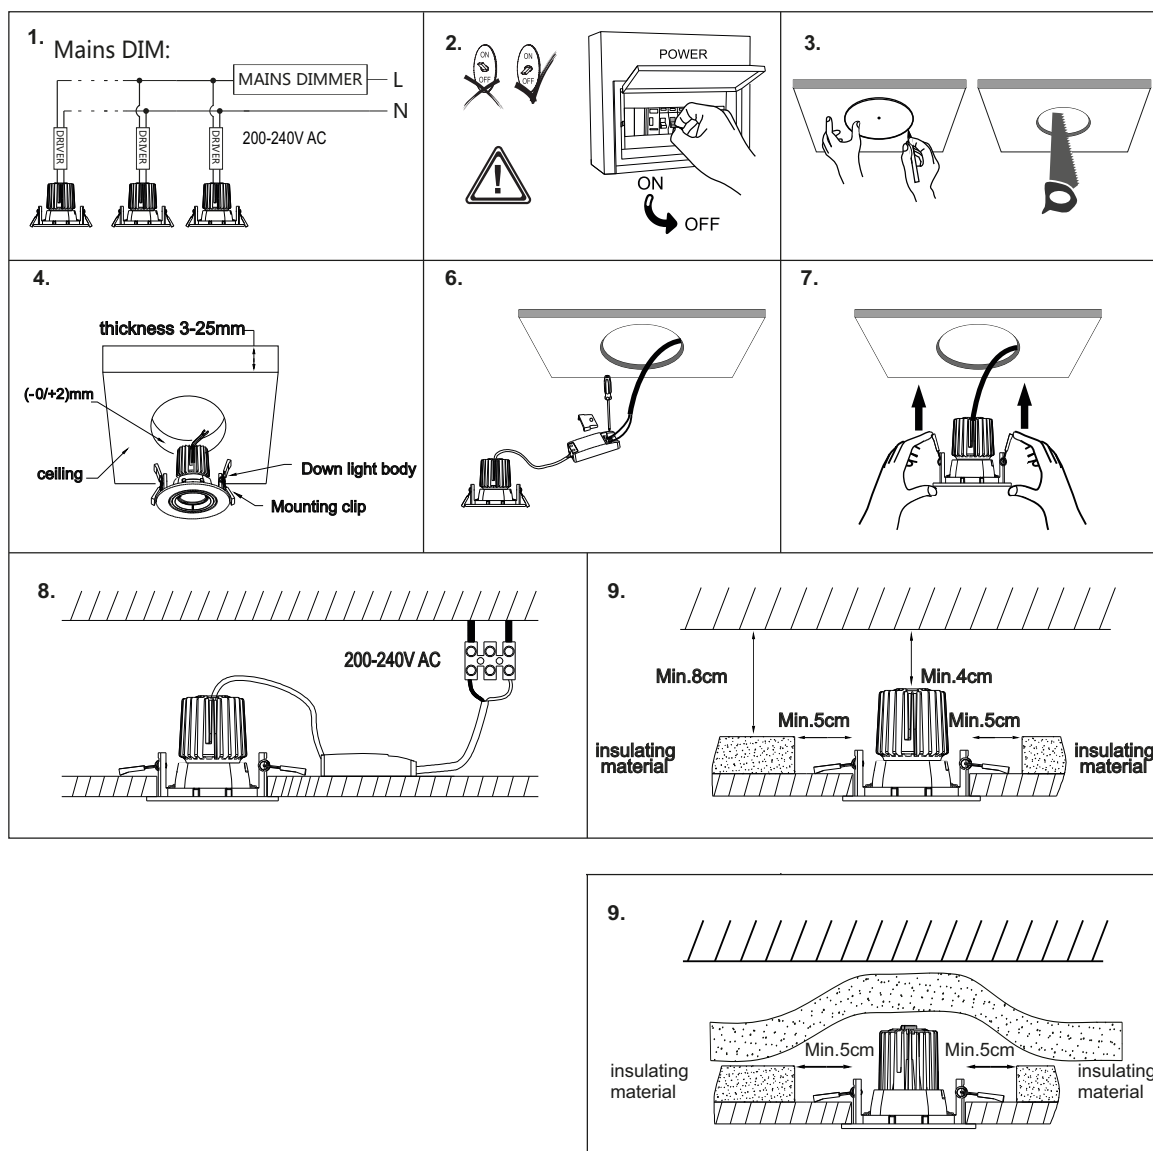 1.
Mains DIM:
MAINS DIMMER
L
N
DRIVER
DRIVER
DRIVER
200-240V AC
2.
ON
OFF
ON
OFF
POWER
ON
OFF
3.
4.
thickness 3-25mm
(-0/+2)mm
ceiling
Down light body
Mounting clip
6.
7.
8.
200-240V AC
9.
Min.8cm
Min.4cm
Min.5cm
Min.5cm
insulating
material
insulating
material
9.
Min.5cm
Min.5cm
insulating
material
insulating
material